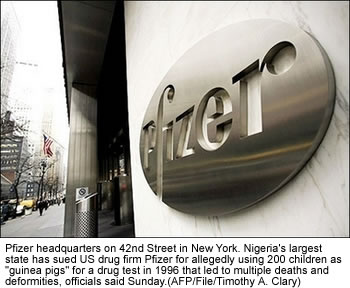 Pfizer
Pfizer headquarters on 42nd Street in New York. Nigeria's largest
state has sued US drug firm Pfizer for allegedly using 200 children as
"guinea pigs" for a drug test in 1996 that led to multiple deaths and
deformities, officials said Sunday.(AFP/File/Timothy A. Clary)